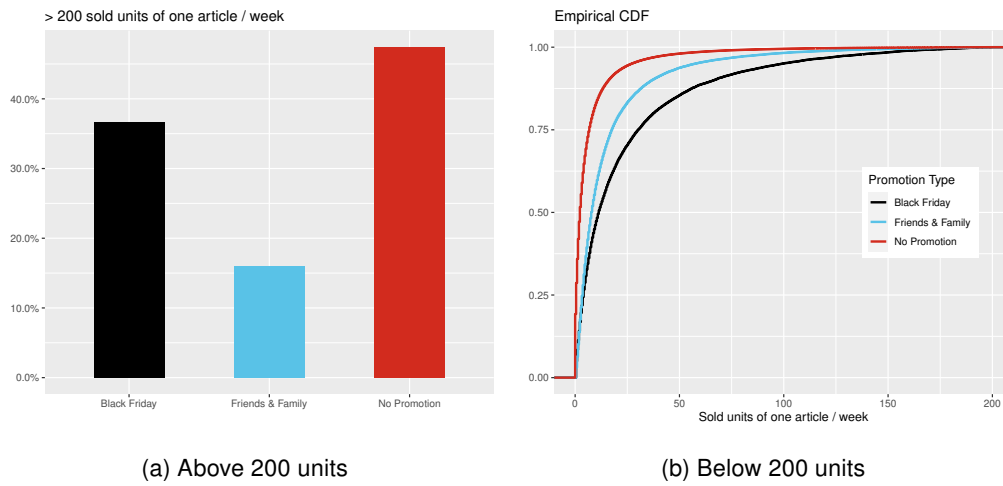 > 200 sold units of one article / week
40.0%
30.0%
20.0%
10.0%
0.0%
Black Friday
Friends & Family
No Promotion
(a) Above 200 units
Empirical CDF
1.00
0.75
0.50
0.25
0.00
0
50
100
150
200
Sold units of one article / week
Promotion Type
Black Friday
Friends & Family
No Promotion
(b) Below 200 units